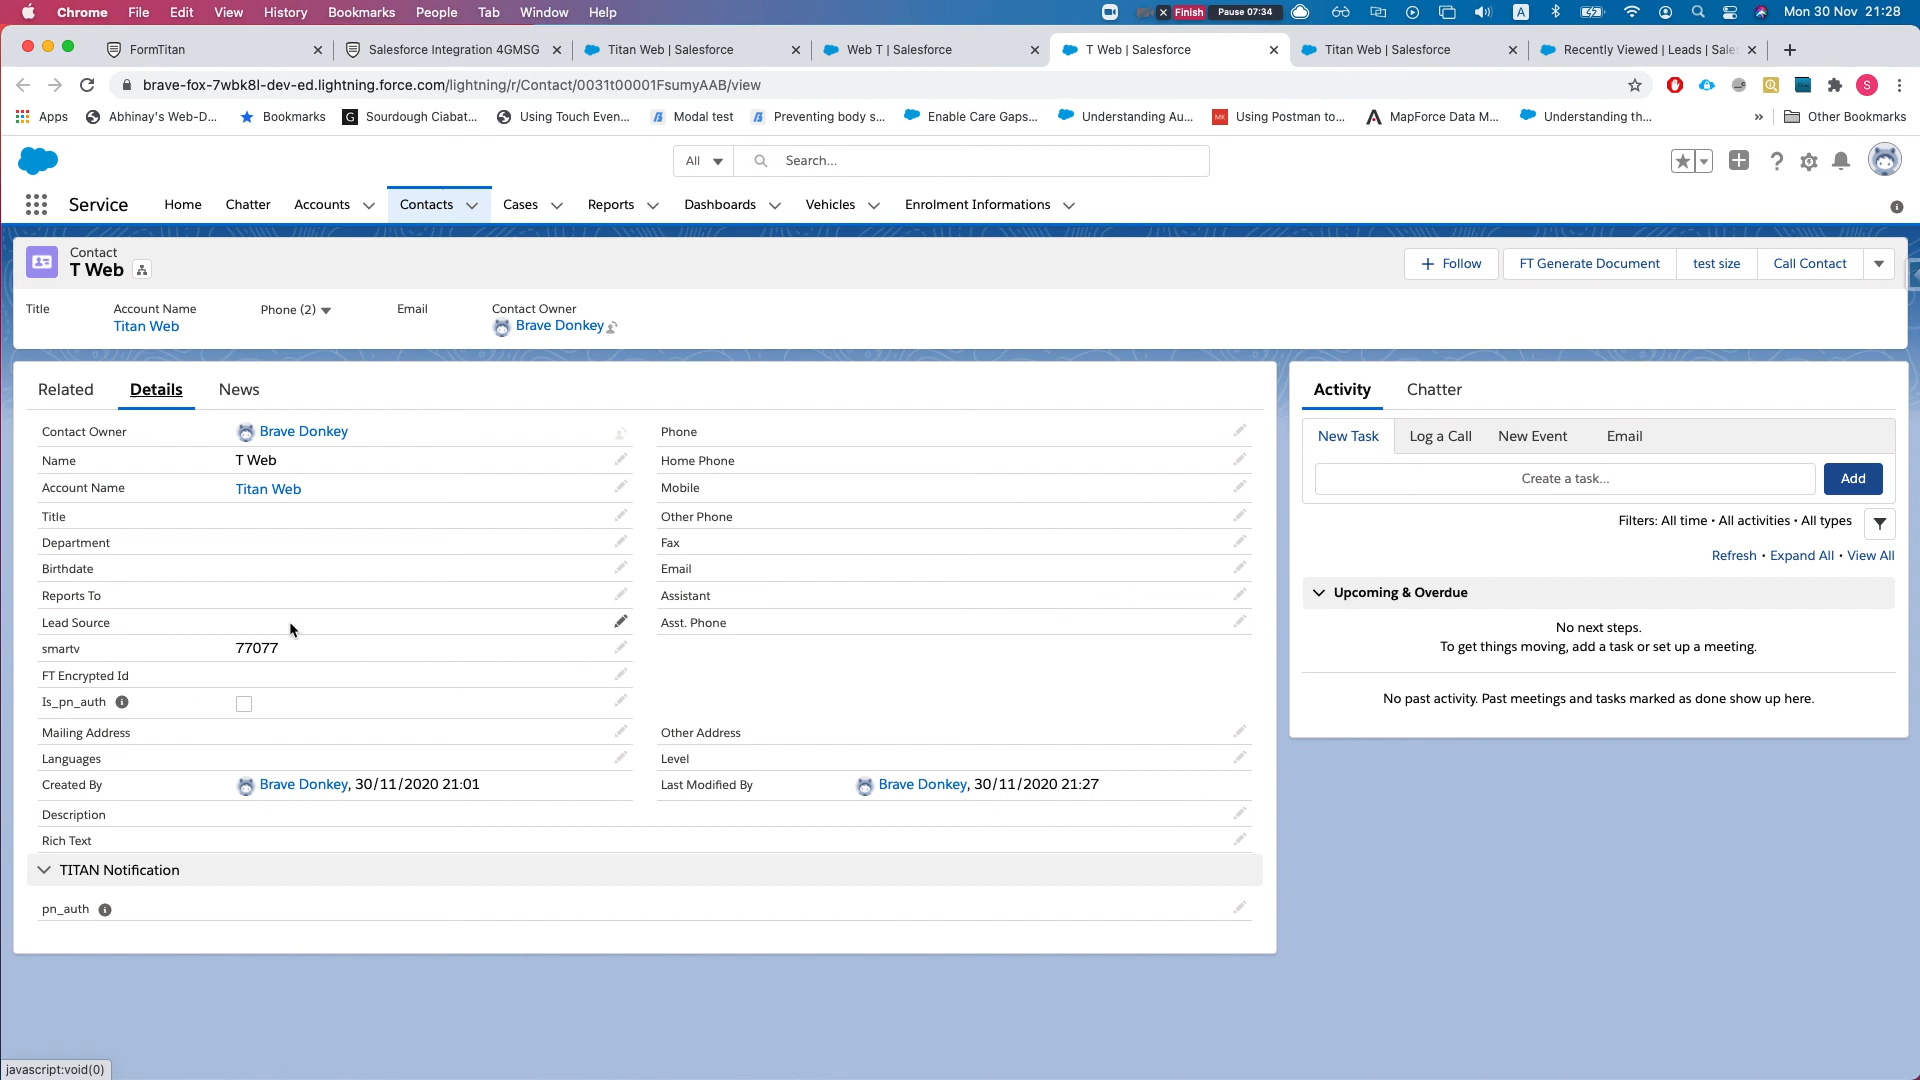 Chrome File Edit View History Bookmarks People Tab Window Help Finish Pause 07:34 A Mon 30 Nov 21:28
FormTitan Salesforce Integration 4GMSG Titan Web | Salesforce Web T | Salesforce T Web | Salesforce Titan Web | Salesforce Recently Viewed | Leads | Sale
brave-fox-7wbk8l-dev-ed.lightning.force.com/lightning/r/Contact/0031t00001FsumyAAB/view S
Apps Abhinay's Web-D... Bookmarks G Sourdough Ciabat... Using Touch Even... Modal test Preventing body s... Enable Care Gaps... Understanding Au... MK Using Postman to... MapForce Data M... Understanding th... » Other Bookmarks
All Search...
Service Home Chatter Accounts Contacts Cases Reports Dashboards Vehicles Enrolment Informations
Contact
T Web
+ Follow FT Generate Document test size Call Contact
Title Account Name Phone (2) Email Contact Owner
Titan Web Brave Donkey
Related Details News
Contact Owner Brave Donkey Phone
Name T Web Home Phone
Account Name Titan Web Mobile
Title Other Phone
Department Fax
Birthdate Email
Reports To Assistant
Lead Source Asst. Phone
smartv 77077
FT Encrypted Id
Is_pn_auth
Mailing Address Other Address
Languages Level
Created By Brave Donkey, 30/11/2020 21:01 Last Modified By Brave Donkey, 30/11/2020 21:27
Description
Rich Text
TITAN Notification
pn_auth
Activity Chatter
New Task Log a Call New Event Email
Create a task... Add
Filters: All time • All activities • All types
Refresh • Expand All • View All
Upcoming & Overdue
No next steps.
To get things moving, add a task or set up a meeting.
No past activity. Past meetings and tasks marked as done show up here.
javascript:void(0)